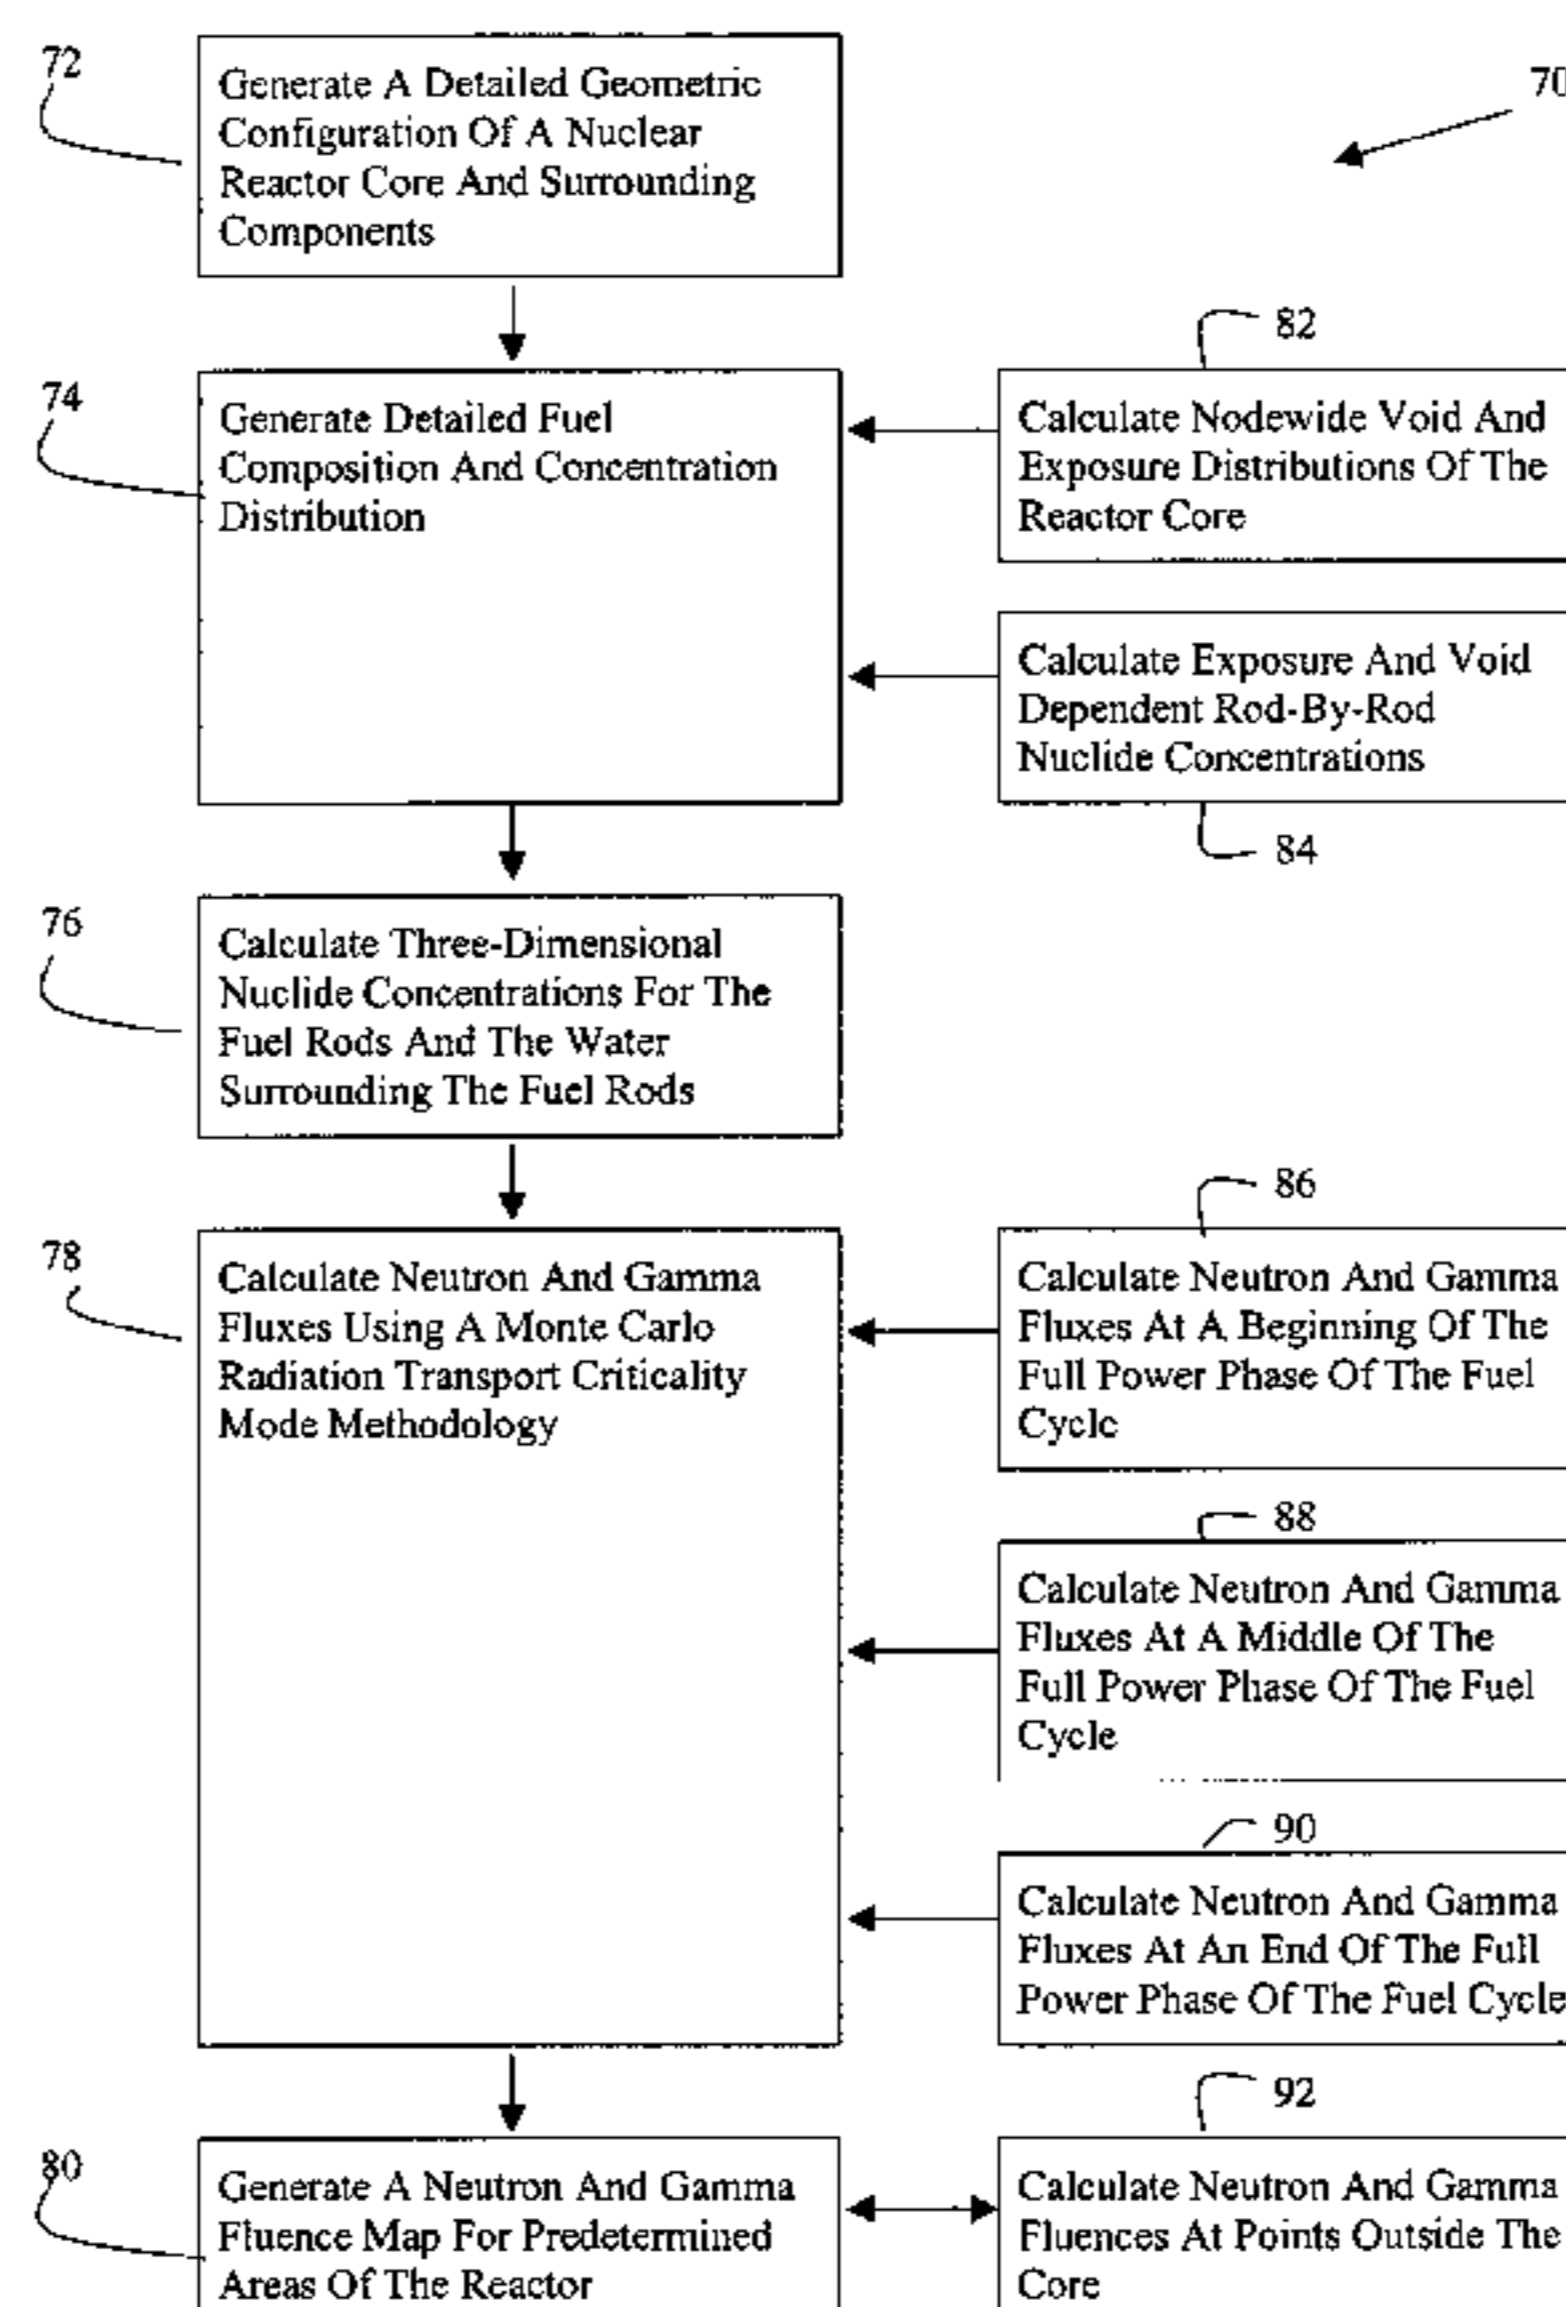 72
Generate A Detailed Geometric
Configuration Of A Nuclear
Reactor Core And Surrounding
Components
70
74
Generate Detailed Fuel
Composition And Concentration
Distribution
82
Calculate Nodewide Void And
Exposure Distributions Of The
Reactor Core
Calculate Exposure And Void
Dependent Rod-By-Rod
Nuclide Concentrations
84
76
Calculate Three-Dimensional
Nuclide Concentrations For The
Fuel Rods And The Water
Surrounding The Fuel Rods
78
Calculate Neutron And Gamma
Fluxes Using A Monte Carlo
Radiation Transport Criticality
Mode Methodology
86
Calculate Neutron And Gamma
Fluxes At A Beginning Of The
Full Power Phase Of The Fuel
Cycle
88
Calculate Neutron And Gamma
Fluxes At A Middle Of The
Full Power Phase Of The Fuel
Cycle
90
Calculate Neutron And Gamma
Fluxes At An End Of The Full
Power Phase Of The Fuel Cycle
80
Generate A Neutron And Gamma
Fluence Map For Predetermined
Areas Of The Reactor
92
Calculate Neutron And Gamma
Fluences At Points Outside The
Core